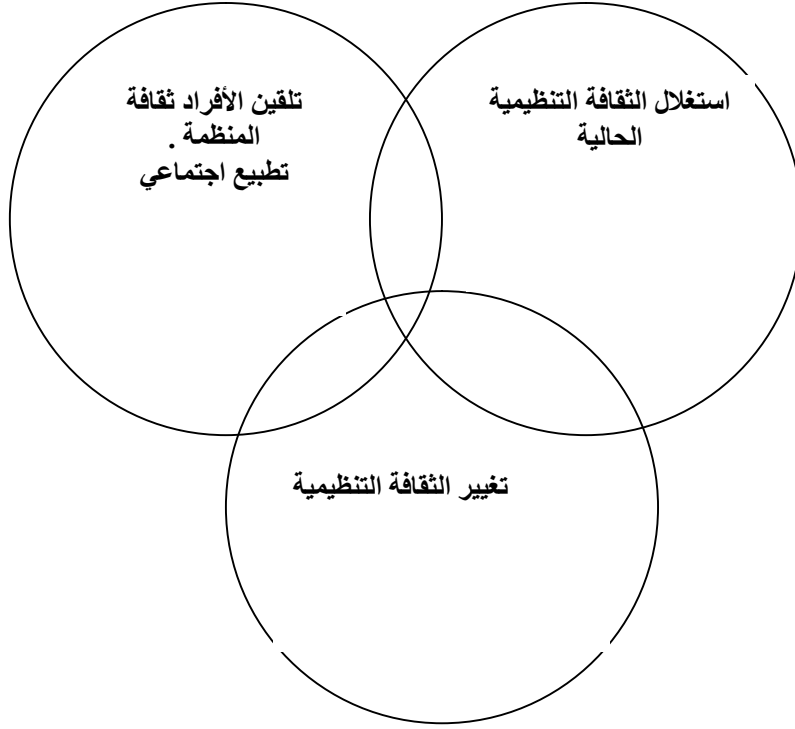 استغلال الثقافة التنظيمية
الحالية
تلقين الأفراد ثقافة
المنظمة .
تطبيع اجتماعي
تغيير الثقافة التنظيمية